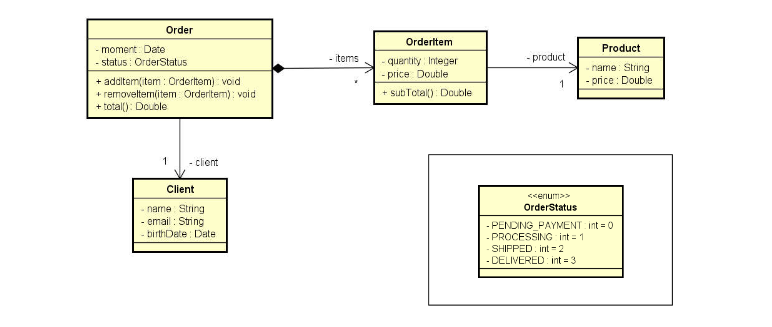 Order
- moment : Date
- status : OrderStatus
+ addItem(item : OrderItem) : void
+ removeItem(item : OrderItem) : void
+ total() : Double
- items
*
OrderItem
- quantity : Integer
- price : Double
+ subTotal() : Double
- product
1
Product
- name : String
- price : Double
1
- client
Client
- name : String
- email : String
- birthDate : Date
<<enum>>
OrderStatus
- PENDING_PAYMENT : int = 0
- PROCESSING : int = 1
- SHIPPED : int = 2
- DELIVERED : int = 3